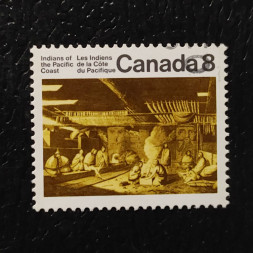 Indians of
the Pacific
Coast
Les Indiens
de la Côte
du Pacifique
Canada 8